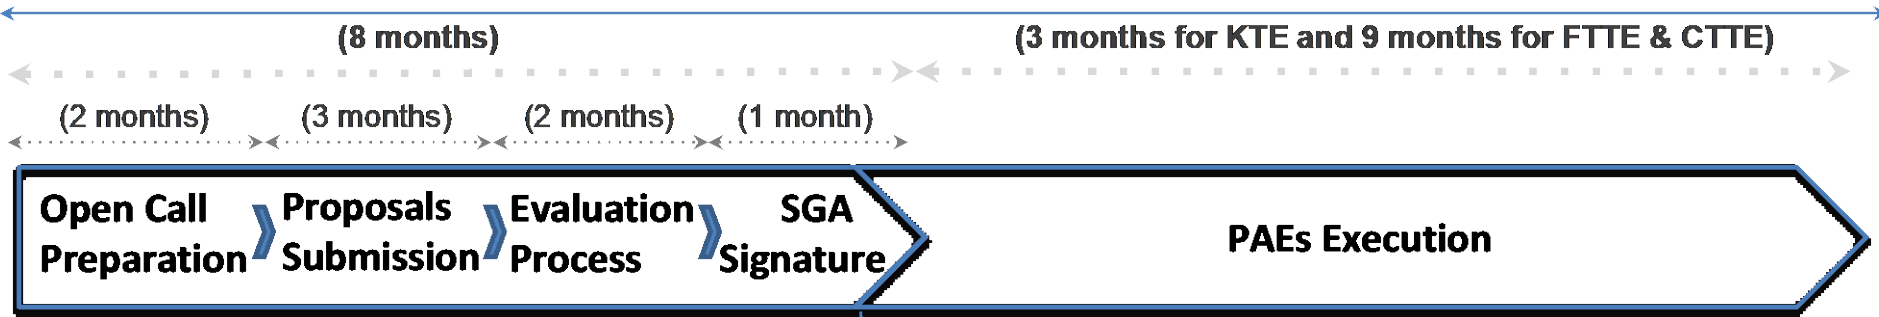 (8 months)
(3 months for KTE and 9 months for FTTE & CTTE)
(2 months)
(3 months)
(2 months)
(1 month)
Open Call
Preparation
Proposals
Submission
Evaluation
Process
SGA
Signature
PAEs Execution